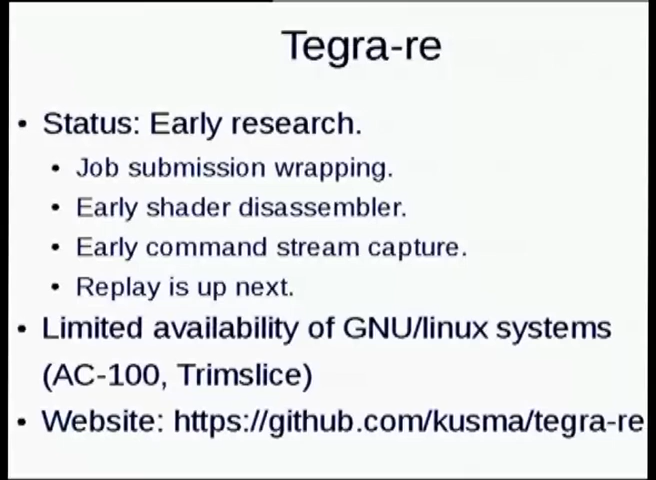 Tegra-re
• Status: Early research.
• Job submission wrapping.
• Early shader disassembler.
• Early command stream capture.
• Replay is up next.
• Limited availability of GNU/linux systems
(AC-100, Trimslice)
• Website: https://github.com/kusma/tegra-re